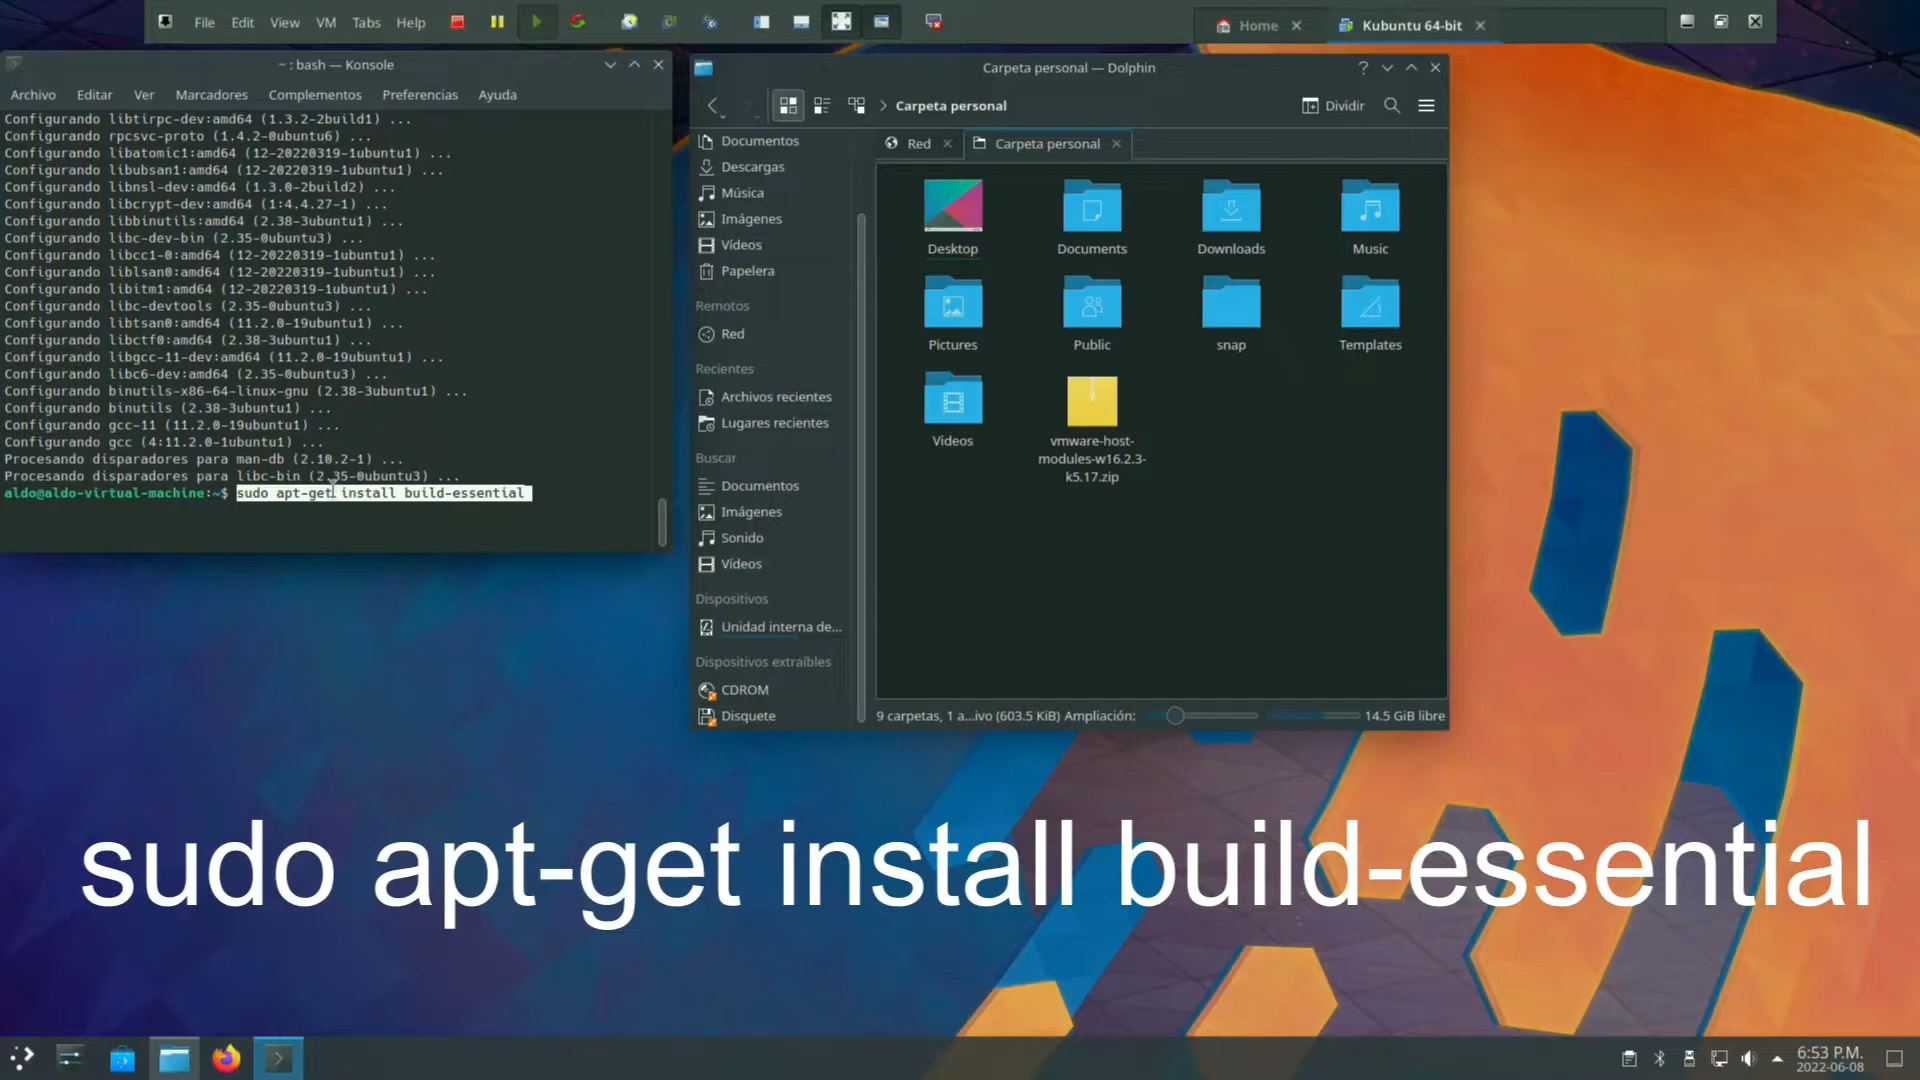 File Edit View VM Tabs Help
Home
Kubuntu 64-bit
~ : bash — Konsole
Archivo Editar Ver Marcadores Complementos Preferencias Ayuda
Configurando libtirpc-dev:amd64 (1.3.2-2build1) ...
Configurando rpcsvc-proto (1.4.2-0ubuntu6) ...
Configurando libatomic1:amd64 (12-20220319-1ubuntu1) ...
Configurando libubsan1:amd64 (12-20220319-1ubuntu1) ...
Configurando libnsl-dev:amd64 (1.3.0-2build2) ...
Configurando libcrypt-dev:amd64 (1:4.4.27-1) ...
Configurando libbinutils:amd64 (2.38-3ubuntu1) ...
Configurando libc-dev-bin (2.35-0ubuntu3) ...
Configurando libcc1-0:amd64 (12-20220319-1ubuntu1) ...
Configurando liblsan0:amd64 (12-20220319-1ubuntu1) ...
Configurando libitm1:amd64 (12-20220319-1ubuntu1) ...
Configurando libc-devtools (2.35-0ubuntu3) ...
Configurando libtsan0:amd64 (11.2.0-19ubuntu1) ...
Configurando libctf0:amd64 (2.38-3ubuntu1) ...
Configurando libgcc-11-dev:amd64 (11.2.0-19ubuntu1) ...
Configurando libc6-dev:amd64 (2.35-0ubuntu3) ...
Configurando binutils-x86-64-linux-gnu (2.38-3ubuntu1) ...
Configurando binutils (2.38-3ubuntu1) ...
Configurando gcc-11 (11.2.0-19ubuntu1) ...
Configurando gcc (4:11.2.0-1ubuntu1) ...
Procesando disparadores para man-db (2.10.2-1) ...
Procesando disparadores para libc-bin (2.35-0ubuntu3) ...
aldo@aldo-virtual-machine:~$ sudo apt-get install build-essential
Carpeta personal — Dolphin
Carpeta personal
Dividir
Documentos
Descargas
Música
Imágenes
Vídeos
Papelera
Remotos
Red
Recientes
Archivos recientes
Lugares recientes
Buscar
Documentos
Imágenes
Sonido
Vídeos
Dispositivos
Unidad interna de...
Dispositivos extraíbles
CDROM
Disquete
Red
Carpeta personal
Desktop
Documents
Downloads
Music
Pictures
Public
snap
Templates
Videos
vmware-host-
modules-w16.2.3-
k5.17.zip
9 carpetas, 1 a...ivo (603.5 KiB) Ampliación:
14.5 GiB libre
sudo apt-get install build-essential
6:53 P.M.
2022-06-08